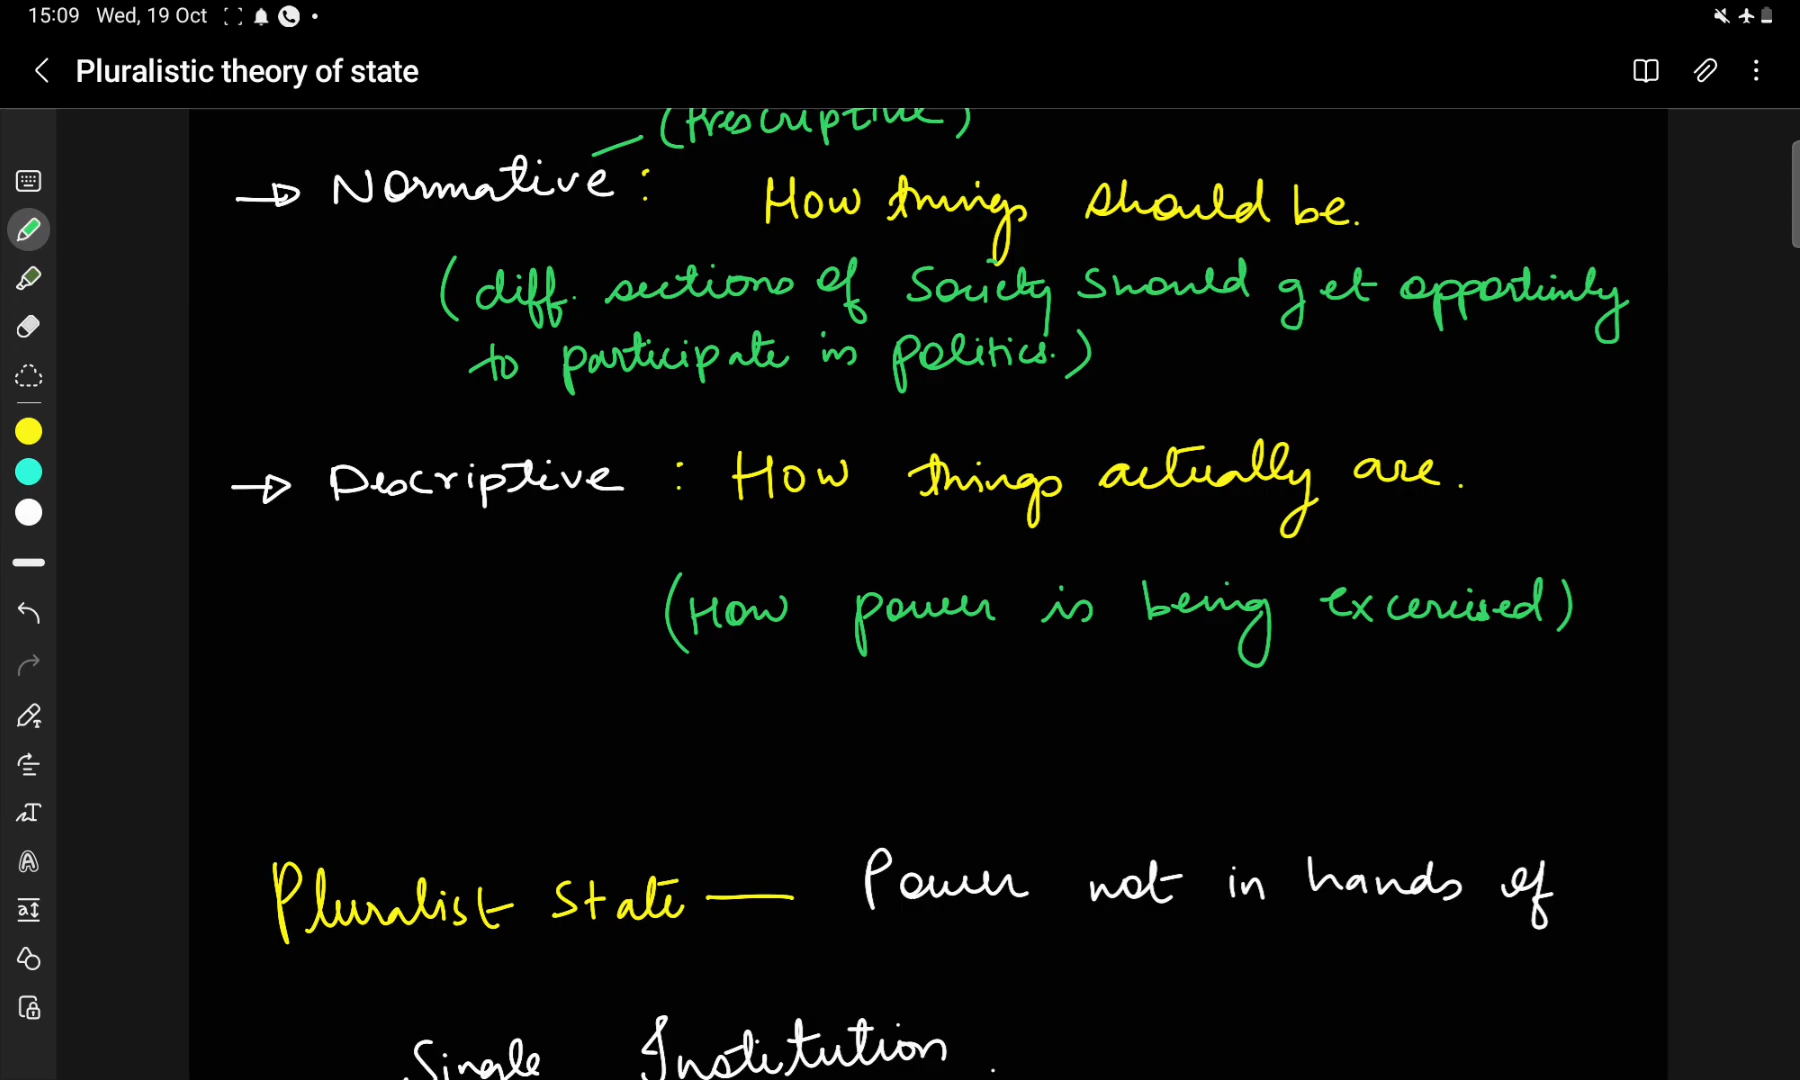 15:09 Wed, 19 Oct
Pluralistic theory of state
(Prescriptive)
→ Normative : How things should be.
(diff. sections of society should get opportunity
to participate in politics.)
→ Descriptive : How things actually are.
(How power is being excercised)
Pluralist State — Power not in hands of
Single Institution.